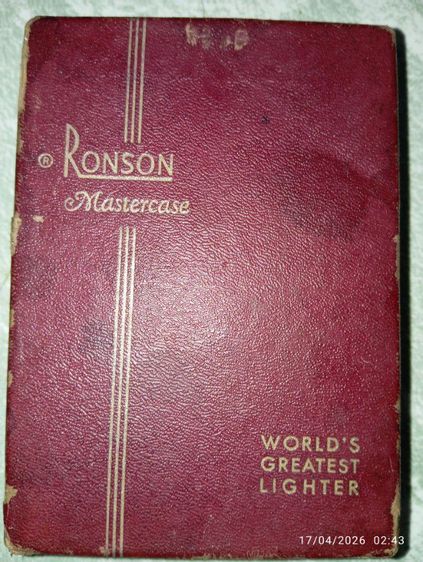 ® RONSON
Mastercase
WORLD'S
GREATEST
LIGHTER
17/04/2026 02:43